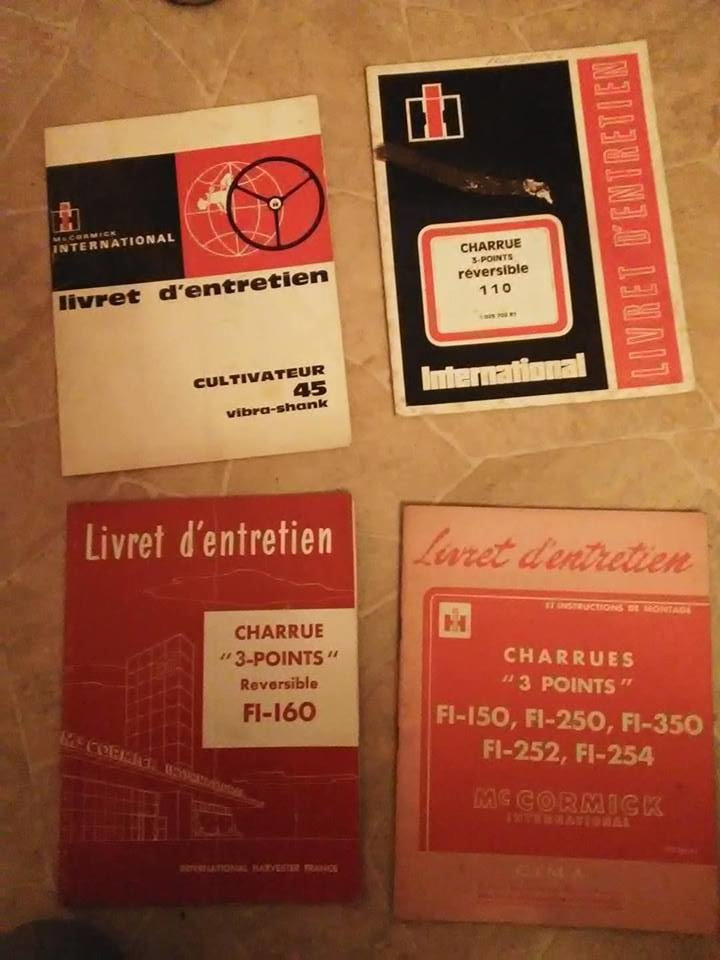 McCORMICK
INTERNATIONAL
livret d'entretien
CULTIVATEUR
45
vibra-shank
CHARRUE
3-POINTS
réversible
110
International
LIVRET D'ENTRETIEN
Livret d'entretien
CHARRUE
"3-POINTS"
Reversible
FI-160
McCORMICK INTERNATIONAL
INTERNATIONAL HARVESTER FRANCE
Livret d'entretien
ET INSTRUCTIONS DE MONTAGE
CHARRUES
"3 POINTS"
FI-150, FI-250, FI-350
FI-252, FI-254
McCORMICK
INTERNATIONAL
C.I.M.A.